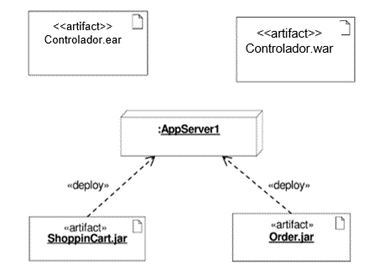 <<artifact>>
Controlador.ear
<<artifact>>
Controlador.war
:AppServer1
«deploy»
«deploy»
«artifact»
ShoppinCart.jar
«artifact»
Order.jar